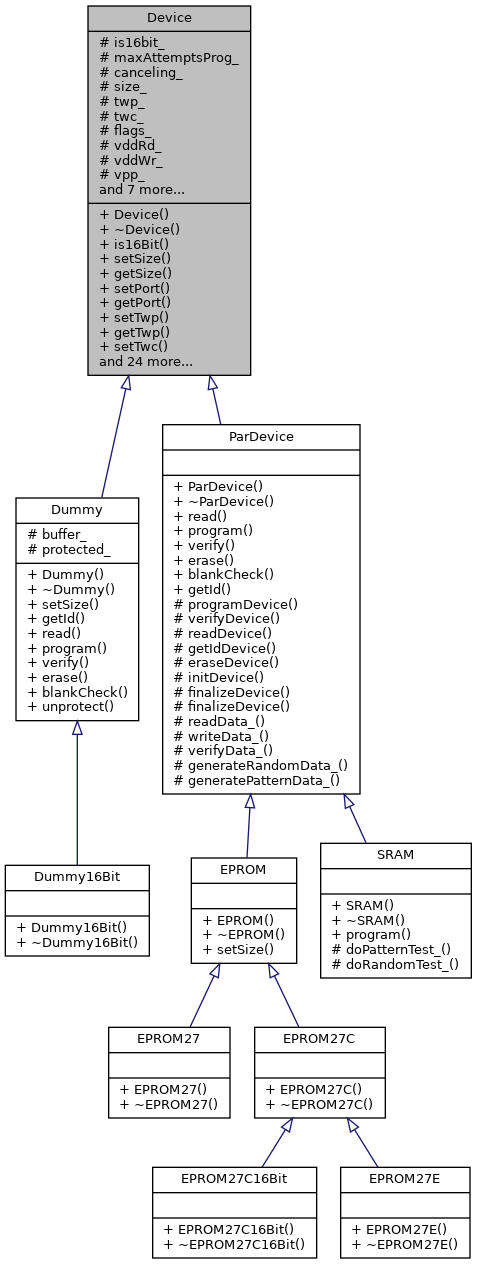 Device
# is16bit_
# maxAttemptsProg_
# canceling_
# size_
# twp_
# twc_
# flags_
# vddRd_
# vddWr_
# vpp_
and 7 more...
+ Device()
+ ~Device()
+ is16Bit()
+ setSize()
+ getSize()
+ setPort()
+ getPort()
+ setTwp()
+ getTwp()
+ setTwc()
and 24 more...
ParDevice
+ ParDevice()
+ ~ParDevice()
+ read()
+ program()
+ verify()
+ erase()
+ blankCheck()
+ getId()
# programDevice()
# verifyDevice()
# readDevice()
# getIdDevice()
# eraseDevice()
# initDevice()
# finalizeDevice()
# finalizeDevice()
# readData_()
# writeData_()
# verifyData_()
# generateRandomData_()
# generatePatternData_()
Dummy
# buffer_
# protected_
+ Dummy()
+ ~Dummy()
+ setSize()
+ getId()
+ read()
+ program()
+ verify()
+ erase()
+ blankCheck()
+ unprotect()
Dummy16Bit
+ Dummy16Bit()
+ ~Dummy16Bit()
EPROM
+ EPROM()
+ ~EPROM()
+ setSize()
SRAM
+ SRAM()
+ ~SRAM()
+ program()
# doPatternTest_()
# doRandomTest_()
EPROM27
+ EPROM27()
+ ~EPROM27()
EPROM27C
+ EPROM27C()
+ ~EPROM27C()
EPROM27C16Bit
+ EPROM27C16Bit()
+ ~EPROM27C16Bit()
EPROM27E
+ EPROM27E()
+ ~EPROM27E()